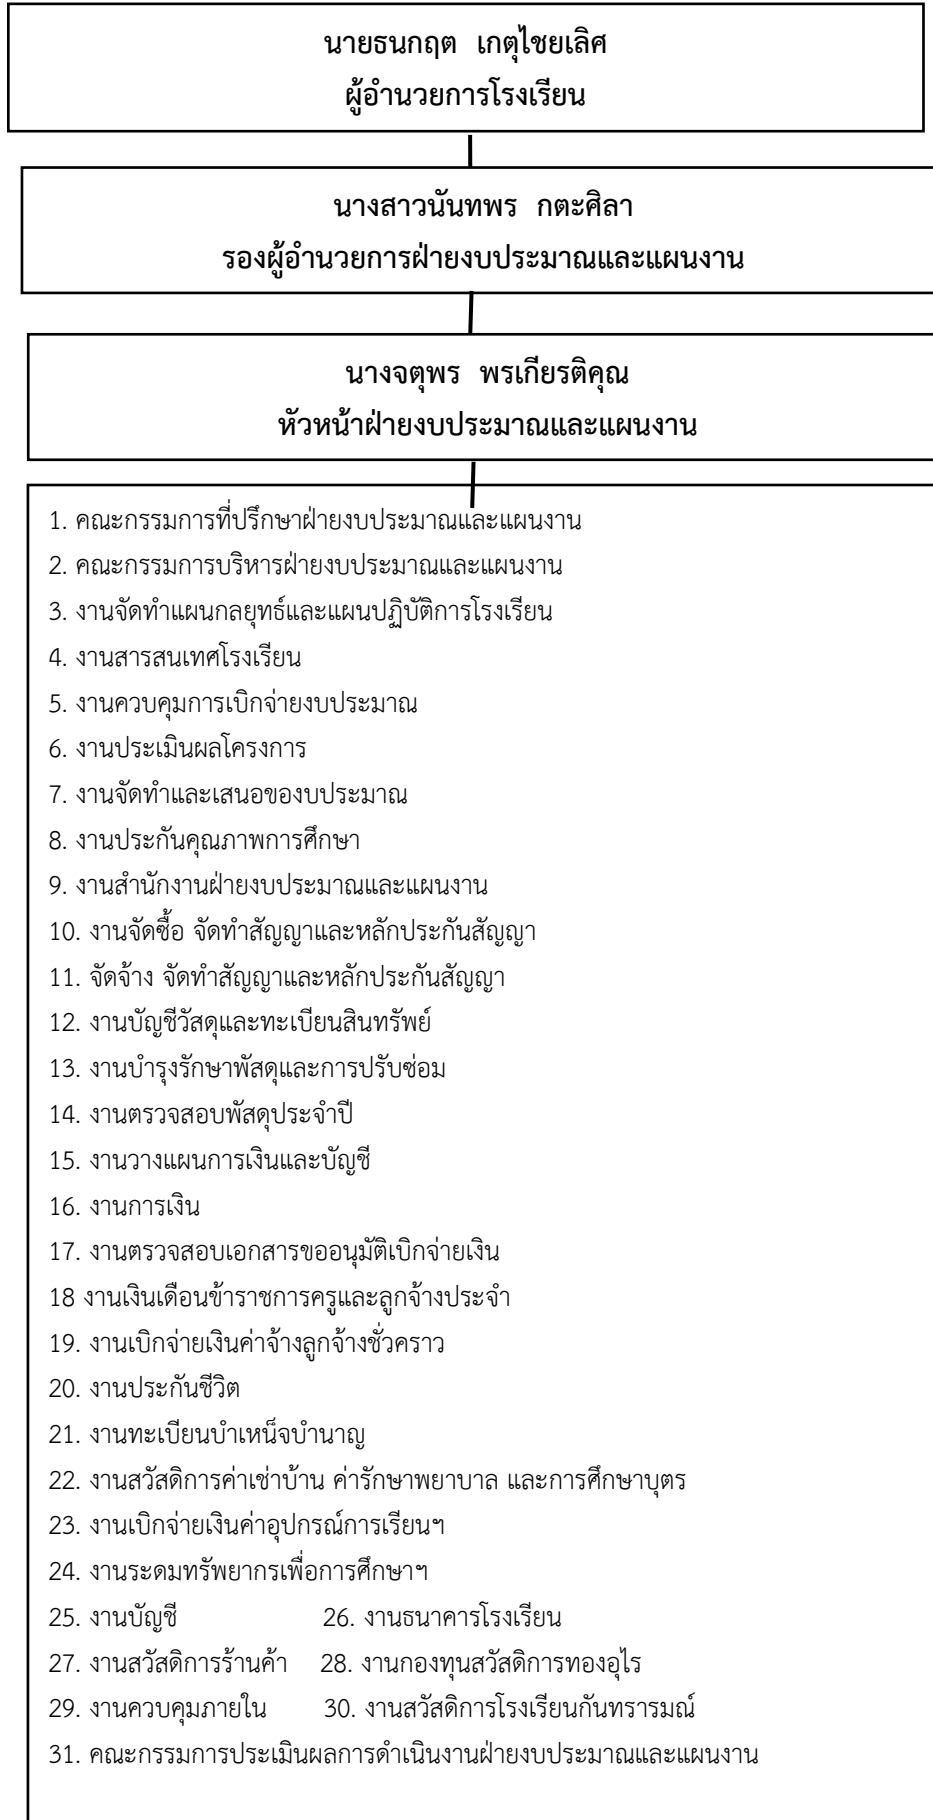 นายธนกฤต เกตุไชยเลิศ
ผู้อำนวยการโรงเรียน
นางสาวนันทพร กตะศิลา
รองผู้อำนวยการฝ่ายงบประมาณและแผนงาน
นางจตุพร พรเกียรติคุณ
หัวหน้าฝ่ายงบประมาณและแผนงาน
1. คณะกรรมการที่ปรึกษาฝ่ายงบประมาณและแผนงาน
2. คณะกรรมการบริหารฝ่ายงบประมาณและแผนงาน
3. งานจัดทำแผนกลยุทธ์และแผนปฏิบัติการโรงเรียน
4. งานสารสนเทศโรงเรียน
5. งานควบคุมการเบิกจ่ายงบประมาณ
6. งานประเมินผลโครงการ
7. งานจัดทำและเสนอของบประมาณ
8. งานประกันคุณภาพการศึกษา
9. งานสำนักงานฝ่ายงบประมาณและแผนงาน
10. งานจัดซื้อ จัดทำสัญญาและหลักประกันสัญญา
11. จัดจ้าง จัดทำสัญญาและหลักประกันสัญญา
12. งานบัญชีวัสดุและทะเบียนสินทรัพย์
13. งานบำรุงรักษาพัสดุและการปรับซ่อม
14. งานตรวจสอบพัสดุประจำปี
15. งานวางแผนการเงินและบัญชี
16. งานการเงิน
17. งานตรวจสอบเอกสารขออนุมัติเบิกจ่ายเงิน
18 งานเงินเดือนข้าราชการครูและลูกจ้างประจำ
19. งานเบิกจ่ายเงินค่าจ้างลูกจ้างชั่วคราว
20. งานประกันชีวิต
21. งานทะเบียนบำเหน็จบำนาญ
22. งานสวัสดิการค่าเช่าบ้าน ค่ารักษาพยาบาล และการศึกษาบุตร
23. งานเบิกจ่ายเงินค่าอุปกรณ์การเรียนฯ
24. งานระดมทรัพยากรเพื่อการศึกษาฯ
25. งานบัญชี 26. งานธนาคารโรงเรียน
27. งานสวัสดิการร้านค้า 28. งานกองทุนสวัสดิการทองอุไร
29. งานควบคุมภายใน 30. งานสวัสดิการโรงเรียนกันทรารมณ์
31. คณะกรรมการประเมินผลการดำเนินงานฝ่ายงบประมาณและแผนงาน